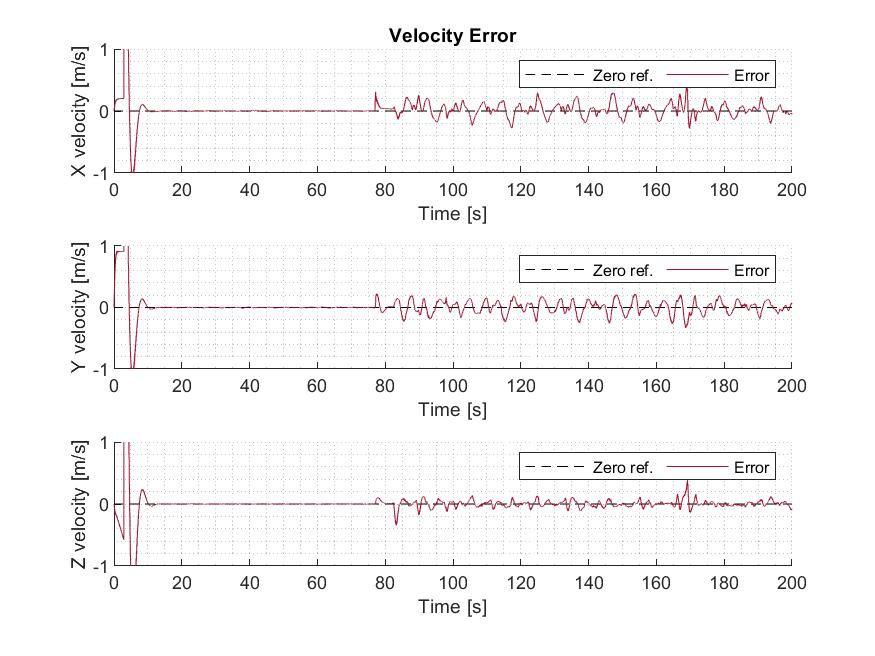 Velocity Error
X velocity [m/s]
1
0
-1
Zero ref. Error
0 20 40 60 80 100 120 140 160 180 200
Time [s]
Y velocity [m/s]
1
0
-1
Zero ref. Error
0 20 40 60 80 100 120 140 160 180 200
Time [s]
Z velocity [m/s]
1
0
-1
Zero ref. Error
0 20 40 60 80 100 120 140 160 180 200
Time [s]